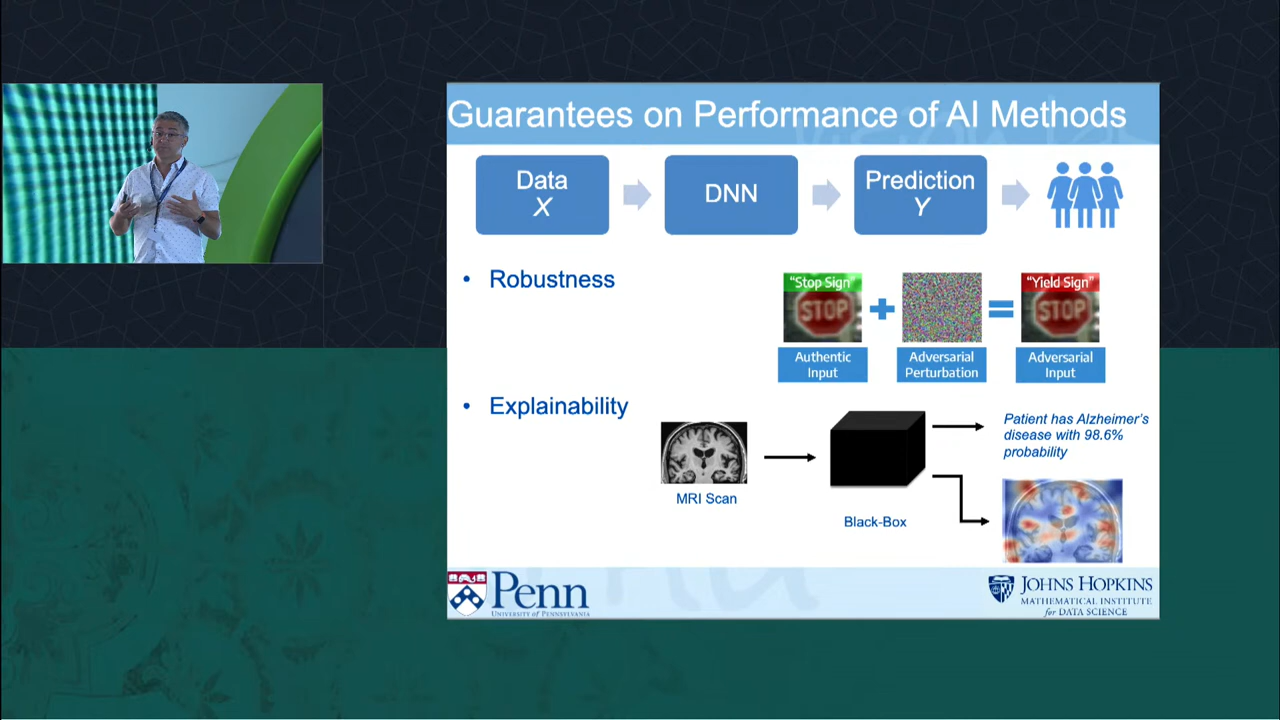 Guarantees on Performance of AI Methods
Data
X
DNN
Prediction
Y
• Robustness
"Stop Sign"
STOP
"Yield Sign"
STOP
Authentic
Input
Adversarial
Perturbation
Adversarial
Input
• Explainability
Patient has Alzheimer's
disease with 98.6%
probability
MRI Scan
Black-Box
Penn
UNIVERSITY OF PENNSYLVANIA
JOHNS HOPKINS
MATHEMATICAL INSTITUTE
for DATA SCIENCE